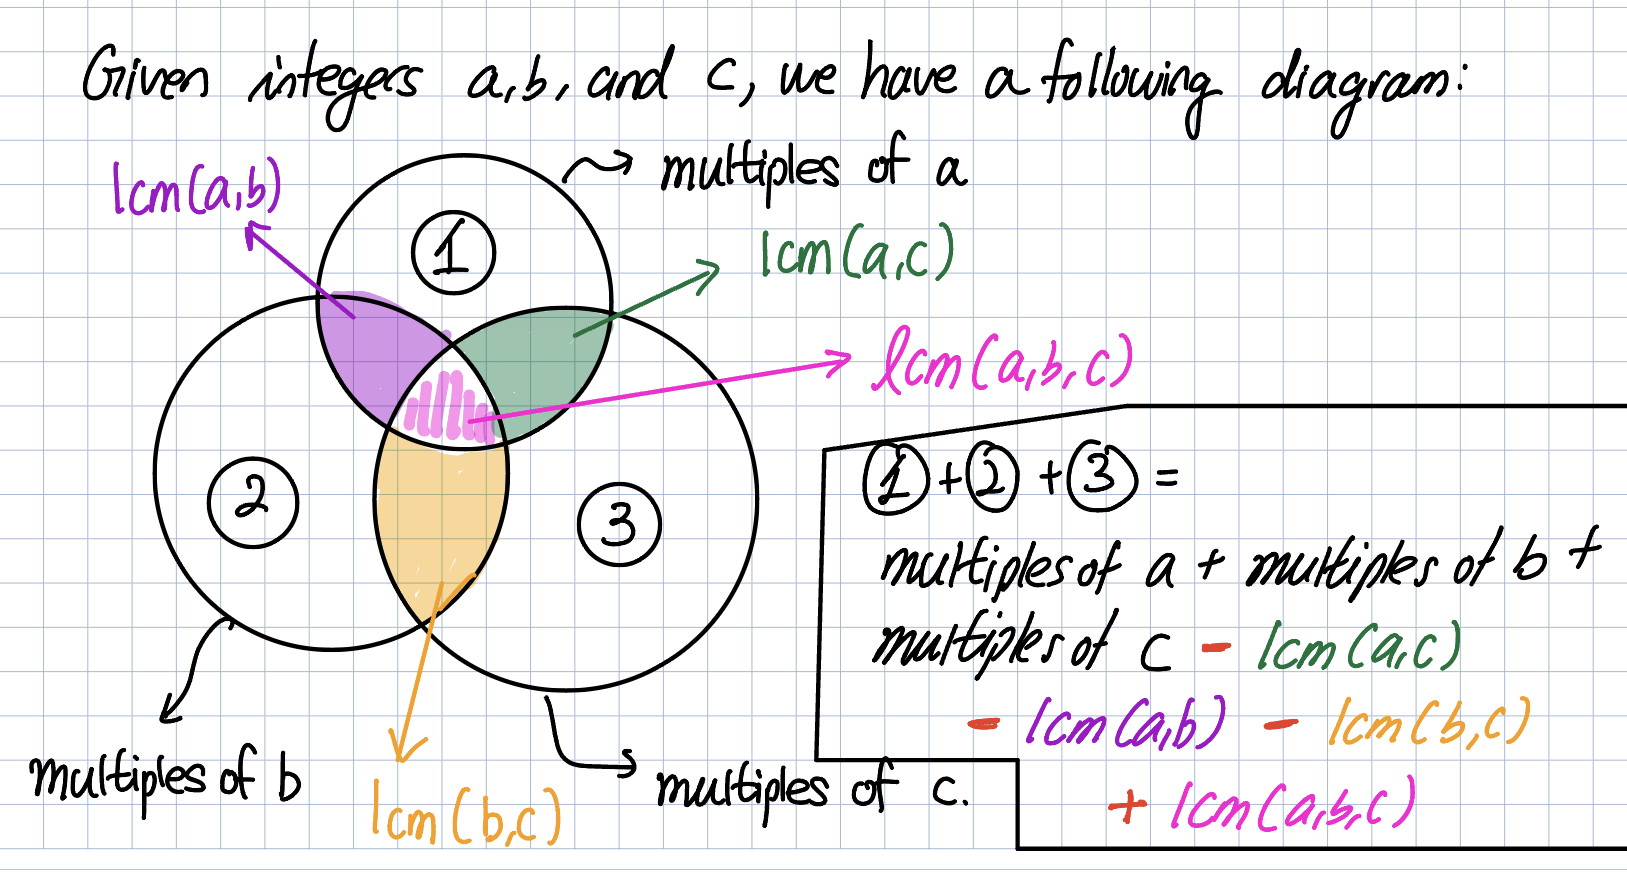 Given integers a,b, and c, we have a following diagram:
multiples of a
lcm(a,b)
lcm(a,c)
lcm(a,b,c)
1
2
3
multiples of b
lcm(b,c)
multiples of c.
1 + 2 + 3 =
multiples of a + multiples of b +
multiples of c - lcm(a,c)
- lcm(a,b) - lcm(b,c)
+ lcm(a,b,c)